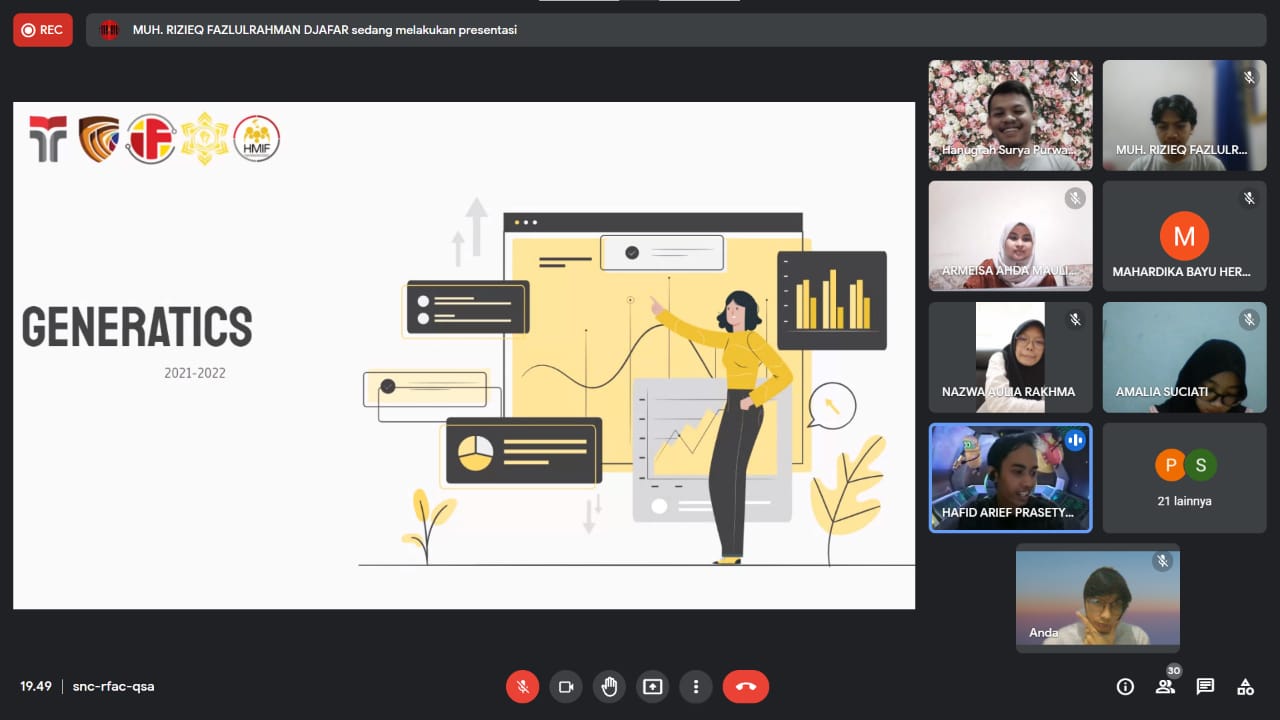 REC
MUH. RIZIEQ FAZLULRAHMAN DJAFAR sedang melakukan presentasi
HMIF
GENERATICS
2021-2022
Hanugrah Surya Purwa...
MUH. RIZIEQ FAZLULR...
ARMEISA AHDA MAULI...
M
MAHARDIKA BAYU HER...
NAZWA AULIA RAKHMA
AMALIA SUCIATI
HAFID ARIEF PRASETY...
P S
21 lainnya
Anda
19.49 | snc-rfac-qsa
30